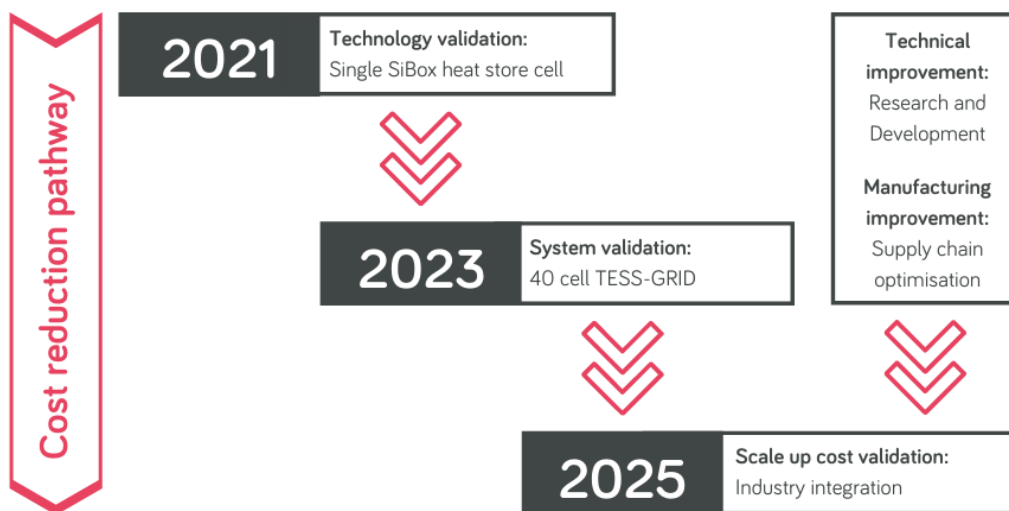 Cost reduction pathway
2021
Technology validation:
Single SiBox heat store cell
2023
System validation:
40 cell TESS-GRID
Technical
improvement:
Research and
Development
Manufacturing
improvement:
Supply chain
optimisation
2025
Scale up cost validation:
Industry integration